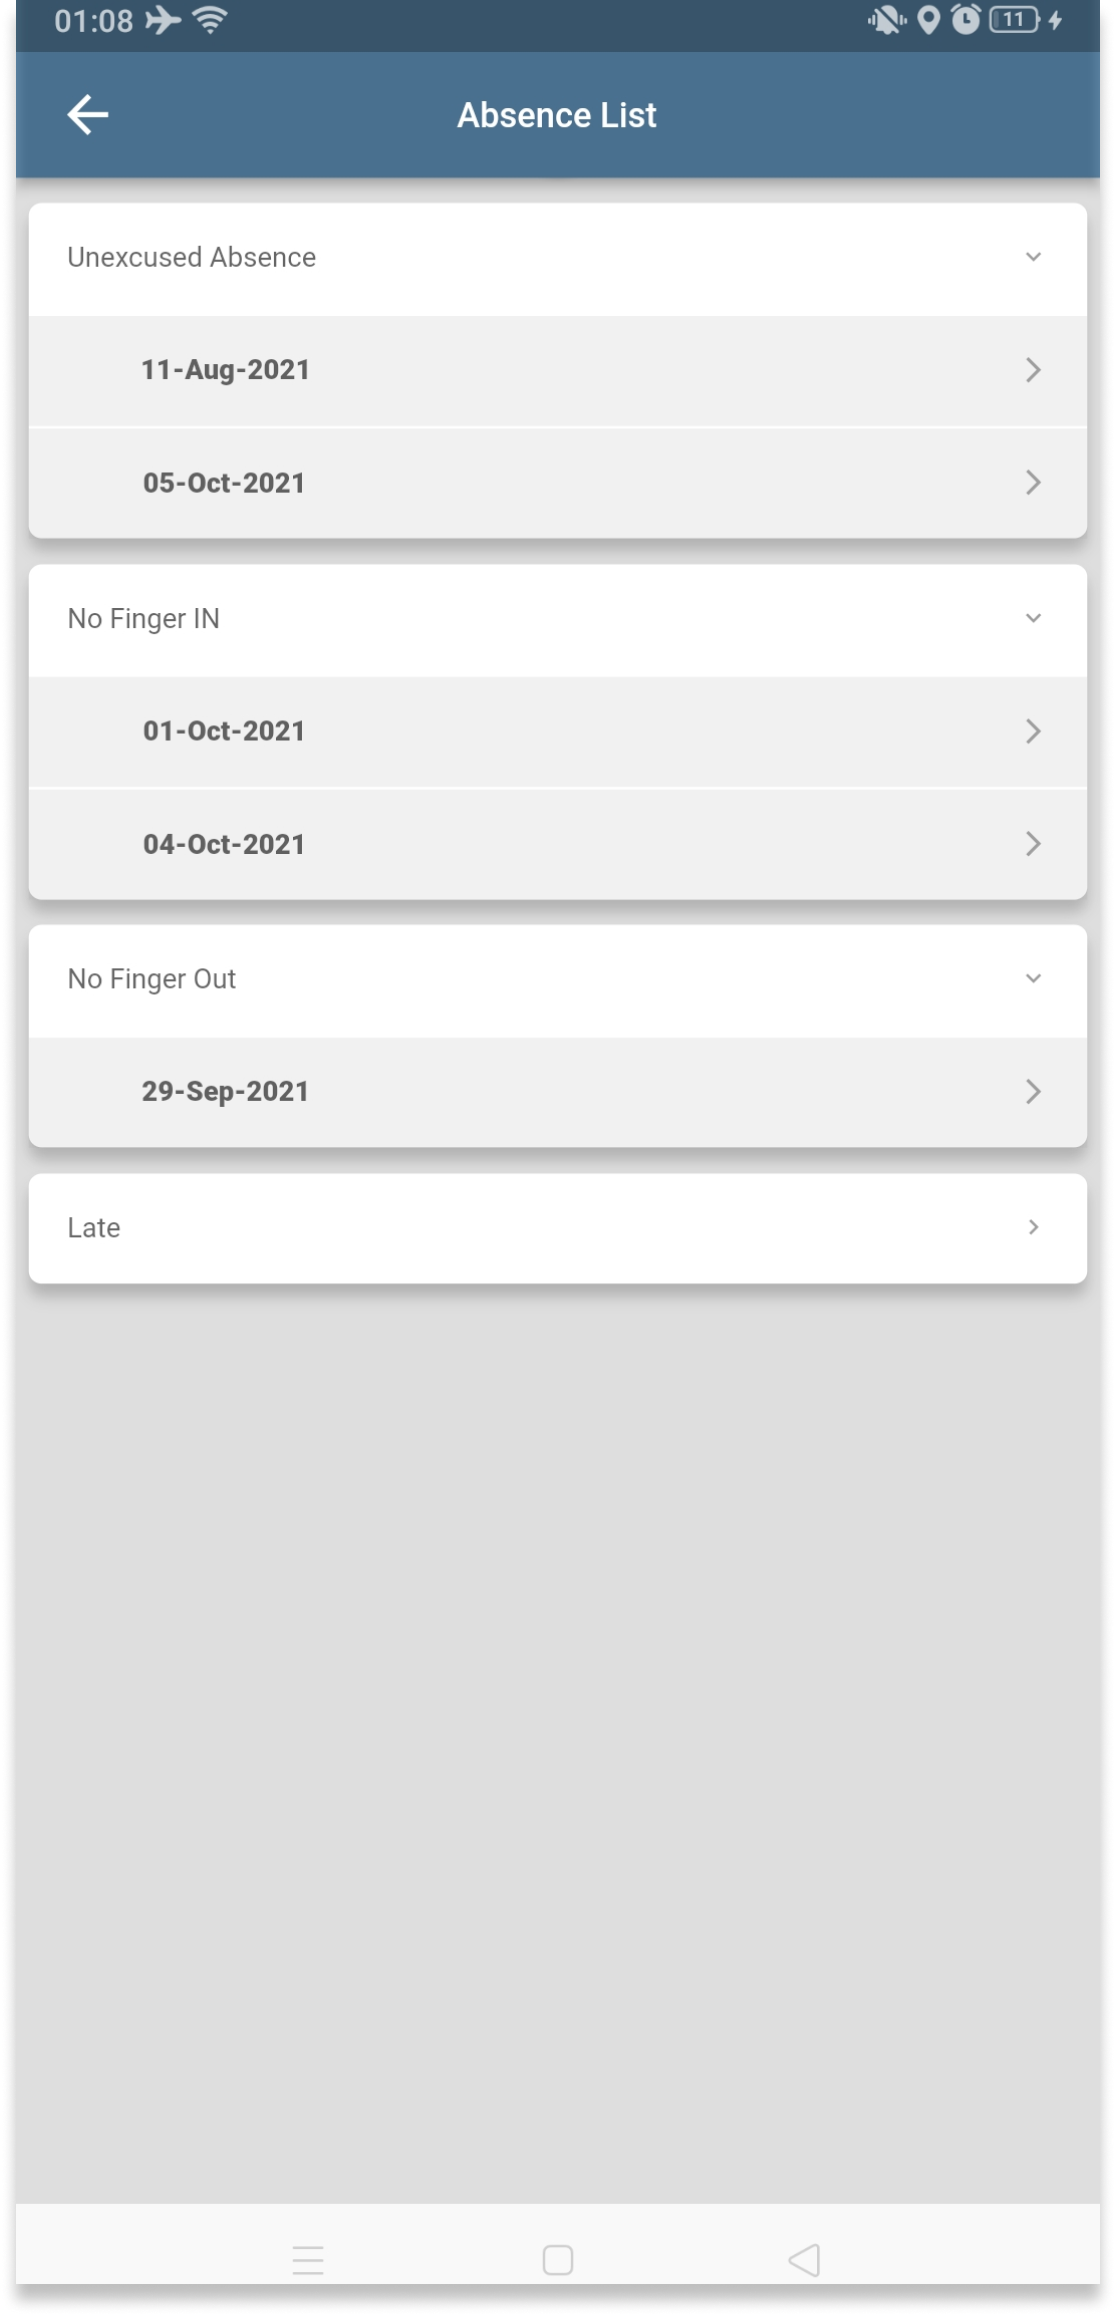 01:08 11
Absence List
Unexcused Absence
11-Aug-2021
05-Oct-2021
No Finger IN
01-Oct-2021
04-Oct-2021
No Finger Out
29-Sep-2021
Late